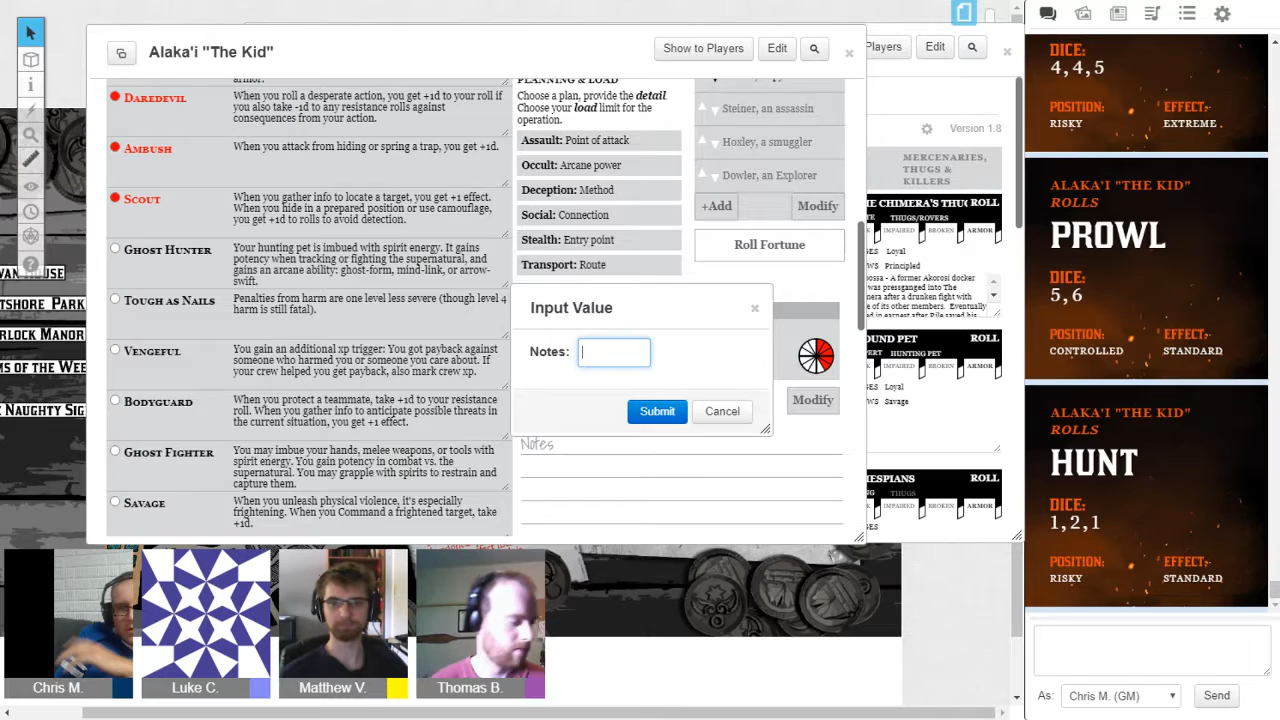 Alaka'i "The Kid"
Show to Players
Edit
Players
Edit
armor.
DAREDEVIL
When you roll a desperate action, you get +1d to your roll if
you also take -1d to any resistance rolls against
consequences from your action.
AMBUSH
When you attack from hiding or spring a trap, you get +1d.
SCOUT
When you gather info to locate a target, you get +1 effect.
When you hide in a prepared position or use camouflage,
you get +1d to rolls to avoid detection.
GHOST HUNTER
Your hunting pet is imbued with spirit energy. It gains
potency when tracking or fighting the supernatural, and
gains an arcane ability: ghost-form, mind-link, or arrow-
swift.
TOUGH AS NAILS
Penalties from harm are one level less severe (though level 4
harm is still fatal).
VENGEFUL
You gain an additional xp trigger: You got payback against
someone who harmed you or someone you care about. If
your crew helped you get payback, also mark crew xp.
BODYGUARD
When you protect a teammate, take +1d to your resistance
roll. When you gather info to anticipate possible threats in
the current situation, you get +1 effect.
GHOST FIGHTER
You may imbue your hands, melee weapons, or tools with
spirit energy. You gain potency in combat vs. the
supernatural. You may grapple with spirits to restrain and
capture them.
SAVAGE
When you unleash physical violence, it's especially
frightening. When you Command a frightened target, take
+1d.
PLANNING & LOAD
Choose a plan, provide the detail.
Choose your load limit for the
operation.
Assault: Point of attack
Occult: Arcane power
Deception: Method
Social: Connection
Stealth: Entry point
Transport: Route
Steiner, an assassin
Hoxley, a smuggler
Dowler, an Explorer
+Add
Modify
Roll Fortune
Input Value
Notes:
Submit
Cancel
Modify
Notes
Version 1.8
MERCENARIES,
THUGS &
KILLERS
THUGS/ROVERS
IMPAIRED
BROKEN
ARMOR
Loyal
Principled
ROLL
HUNTING PET
IMPAIRED
BROKEN
ARMOR
Loyal
Savage
ROLL
THUGS
IMPAIRED
BROKEN
ARMOR
DICE:
4,4,5
POSITION:
RISKY
EFFECT:
EXTREME
ALAKA'I "THE KID"
ROLLS
PROWL
DICE:
5,6
POSITION:
CONTROLLED
EFFECT:
STANDARD
ALAKA'I "THE KID"
ROLLS
HUNT
DICE:
1,2,1
POSITION:
RISKY
EFFECT:
STANDARD
As:
Chris M. (GM)
Send
Chris M.
Luke C.
Matthew V.
Thomas B.